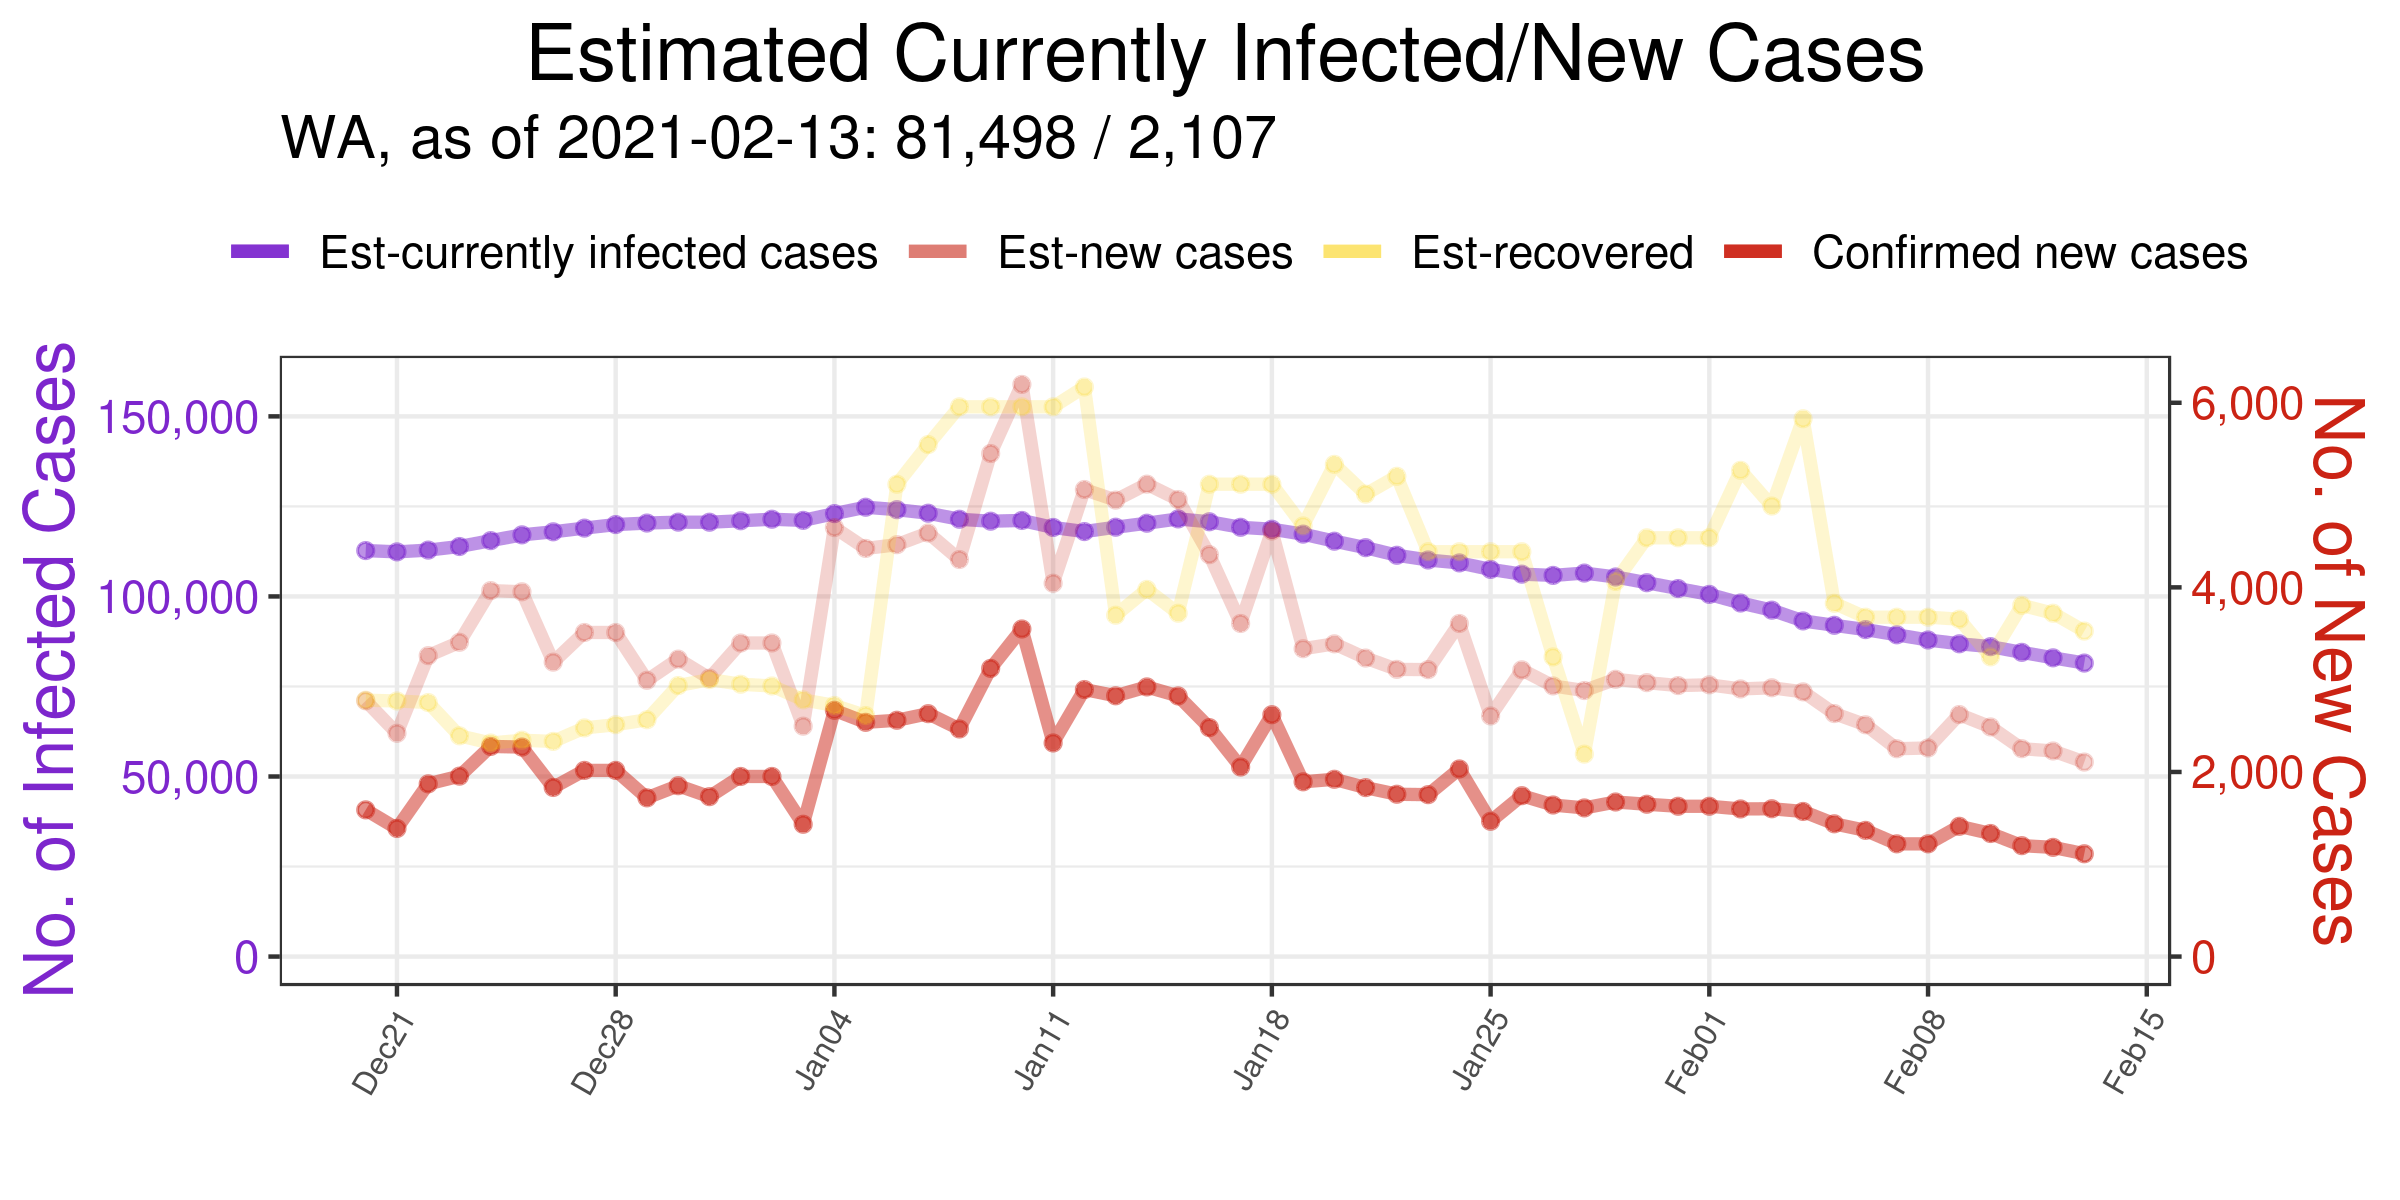 Estimated Currently Infected/New Cases
WA, as of 2021-02-13: 81,498 / 2,107
Est-currently infected cases Est-new cases Est-recovered Confirmed new cases
No. of Infected Cases
150,000
100,000
50,000
0
6,000
4,000
2,000
0
No. of New Cases
Dec21 Dec28 Jan04 Jan11 Jan18 Jan25 Feb01 Feb08 Feb15